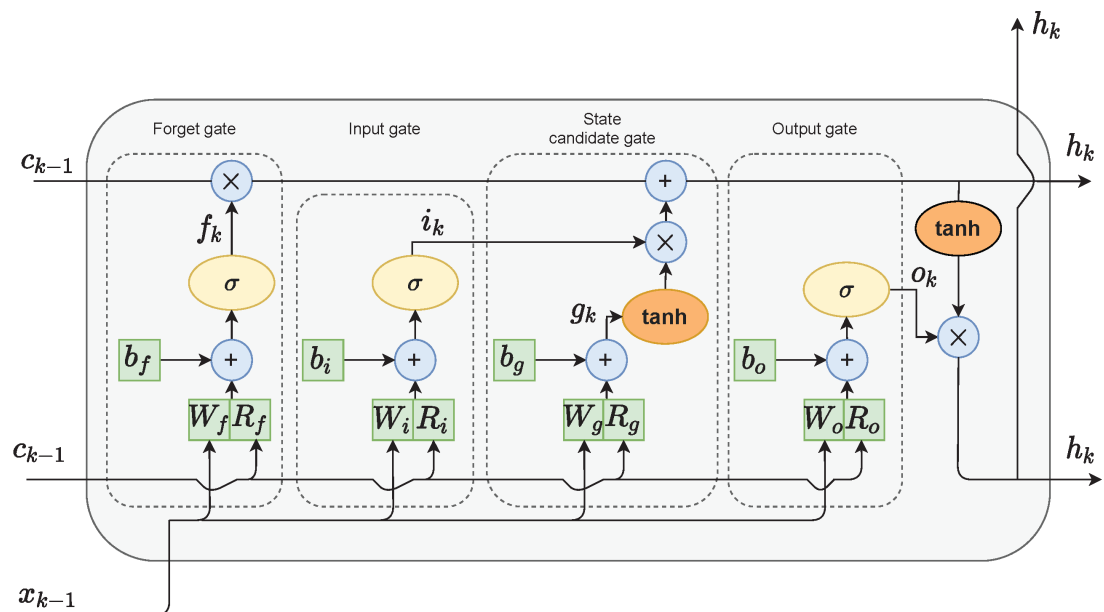 h_k
Forget gate
Input gate
State
candidate gate
Output gate
c_{k-1}
×
+
h_k
f_k
i_k
×
tanh
σ
σ
g_k
tanh
σ
o_k
×
b_f
+
b_i
+
b_g
+
b_o
+
W_f R_f
W_i R_i
W_g R_g
W_o R_o
c_{k-1}
h_k
x_{k-1}